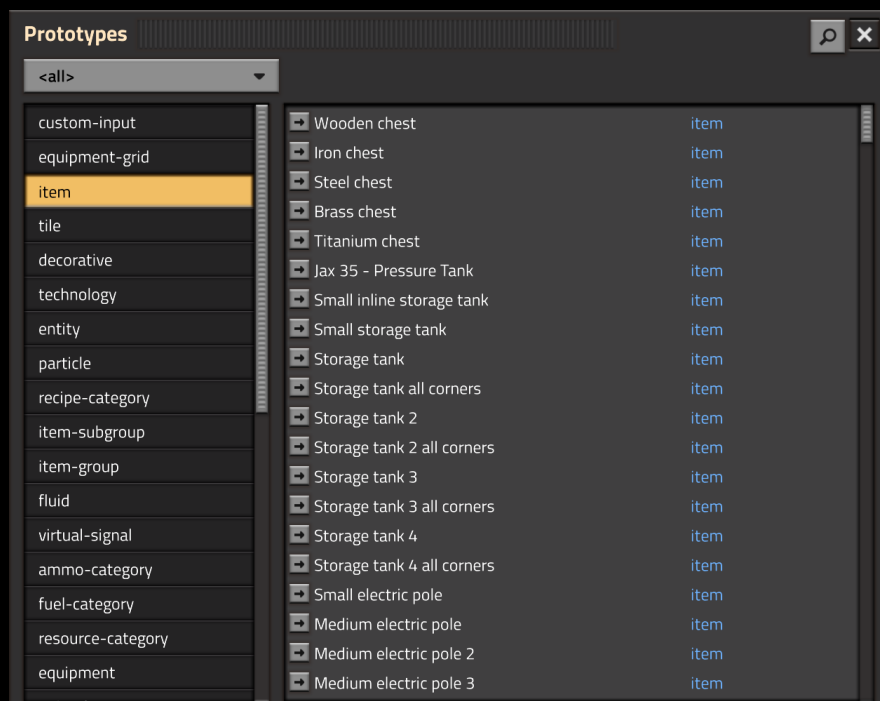 Prototypes
<all>
custom-input
equipment-grid
item
tile
decorative
technology
entity
particle
recipe-category
item-subgroup
item-group
fluid
virtual-signal
ammo-category
fuel-category
resource-category
equipment
Wooden chest item
Iron chest item
Steel chest item
Brass chest item
Titanium chest item
Jax 35 - Pressure Tank item
Small inline storage tank item
Small storage tank item
Storage tank item
Storage tank all corners item
Storage tank 2 item
Storage tank 2 all corners item
Storage tank 3 item
Storage tank 3 all corners item
Storage tank 4 item
Storage tank 4 all corners item
Small electric pole item
Medium electric pole item
Medium electric pole 2 item
Medium electric pole 3 item